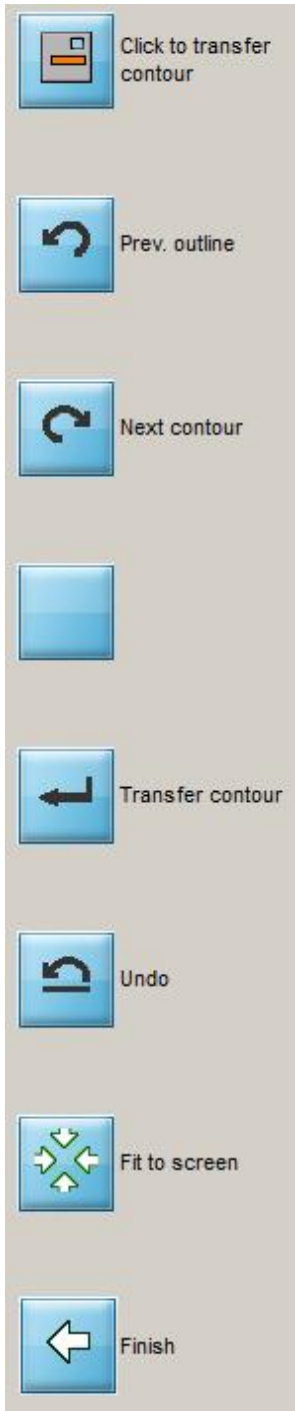 Click to transfer
contour
Prev. outline
Next contour
Transfer contour
Undo
Fit to screen
Finish